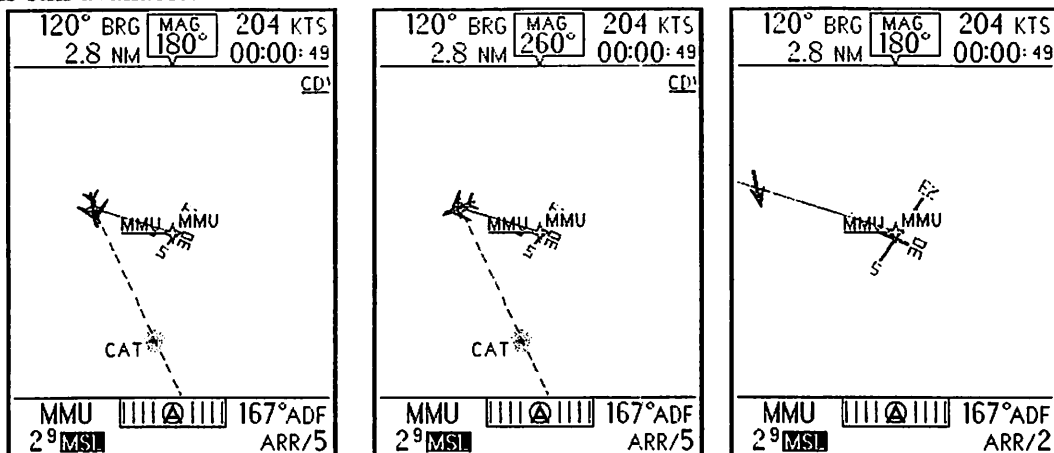 120° BRG MAG 204 KTS
2.8 NM 180° 00:00:49
CD
MMU
MMU
CAT
MMU 167° ADF
2⁹ MSL ARR/5
120° BRG MAG 204 KTS
2.8 NM 260° 00:00:49
CD
MMU
MMU
CAT
MMU 167° ADF
2⁹ MSL ARR/5
120° BRG MAG 204 KTS
2.8 NM 180° 00:00:49
MMU
MMU
MMU 167° ADF
2⁹ MSL ARR/2